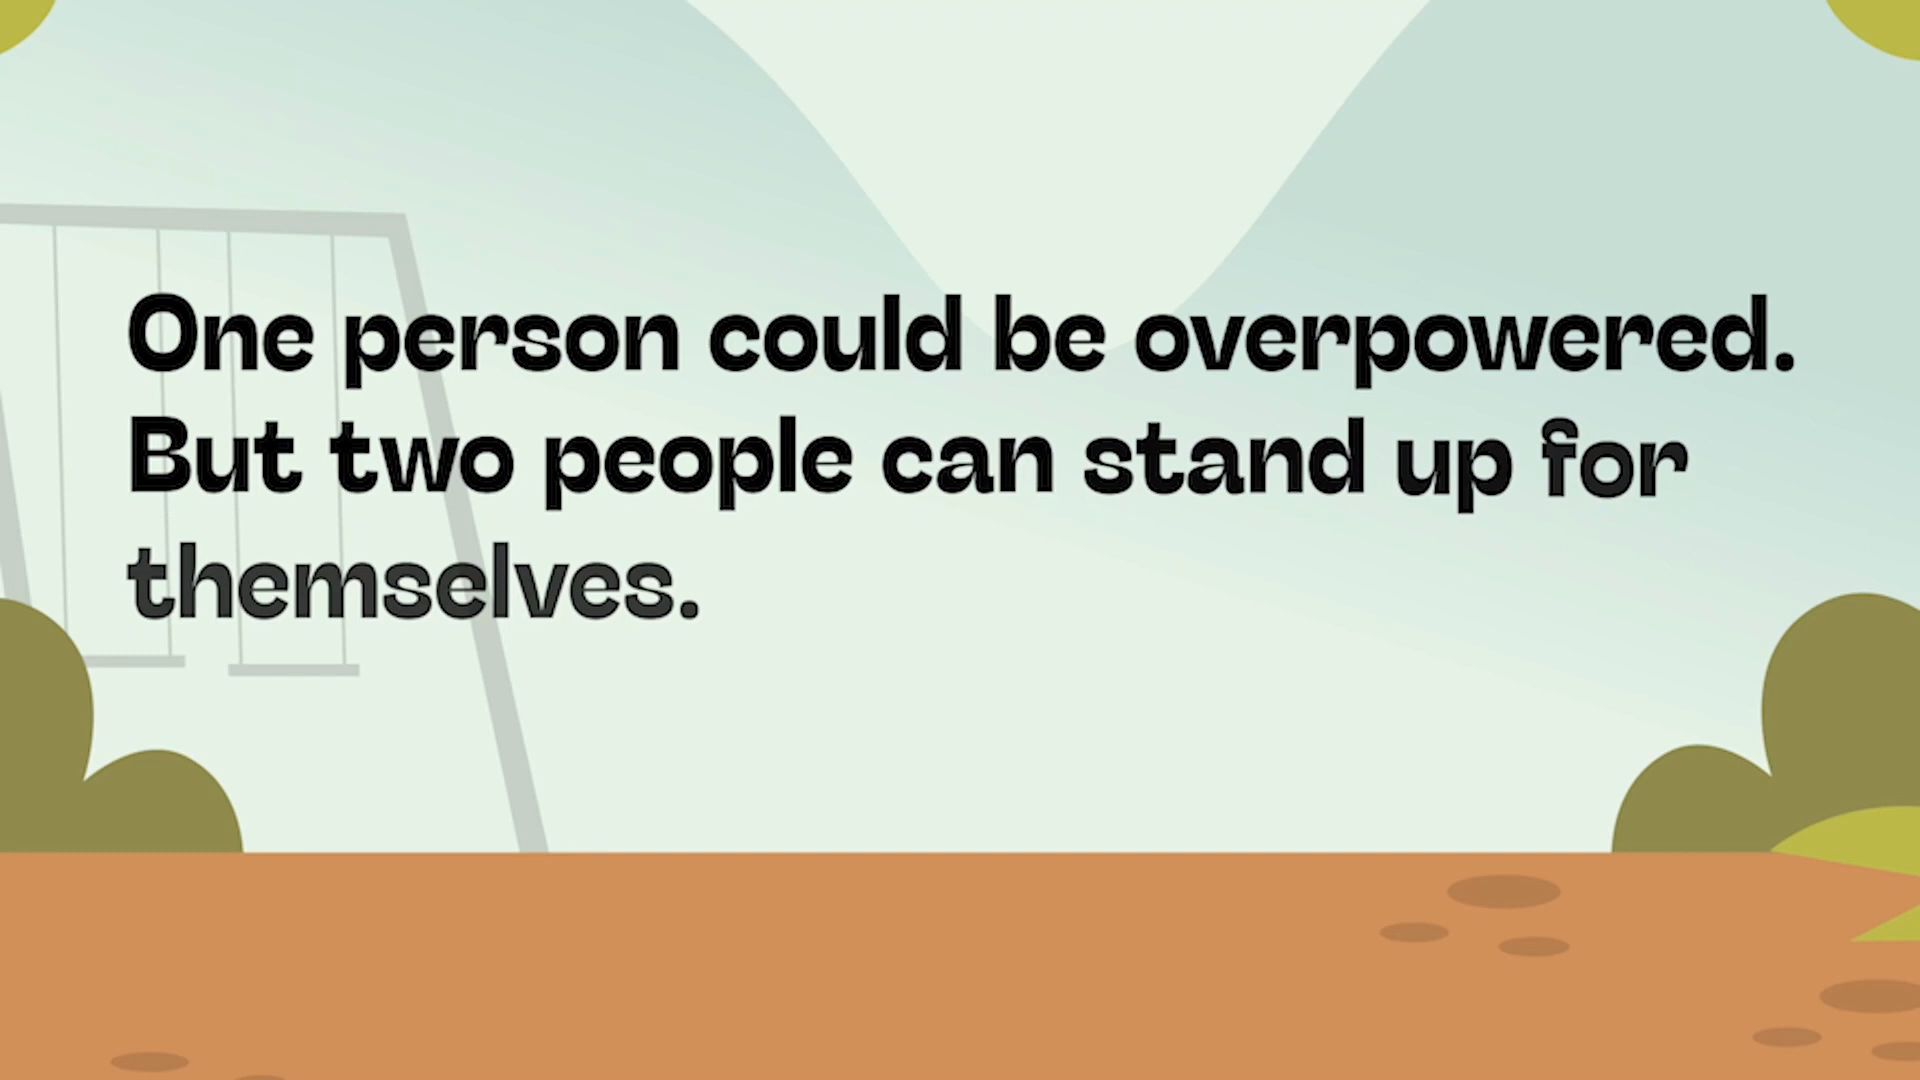 One person could be overpowered.
But two people can stand up for
themselves.